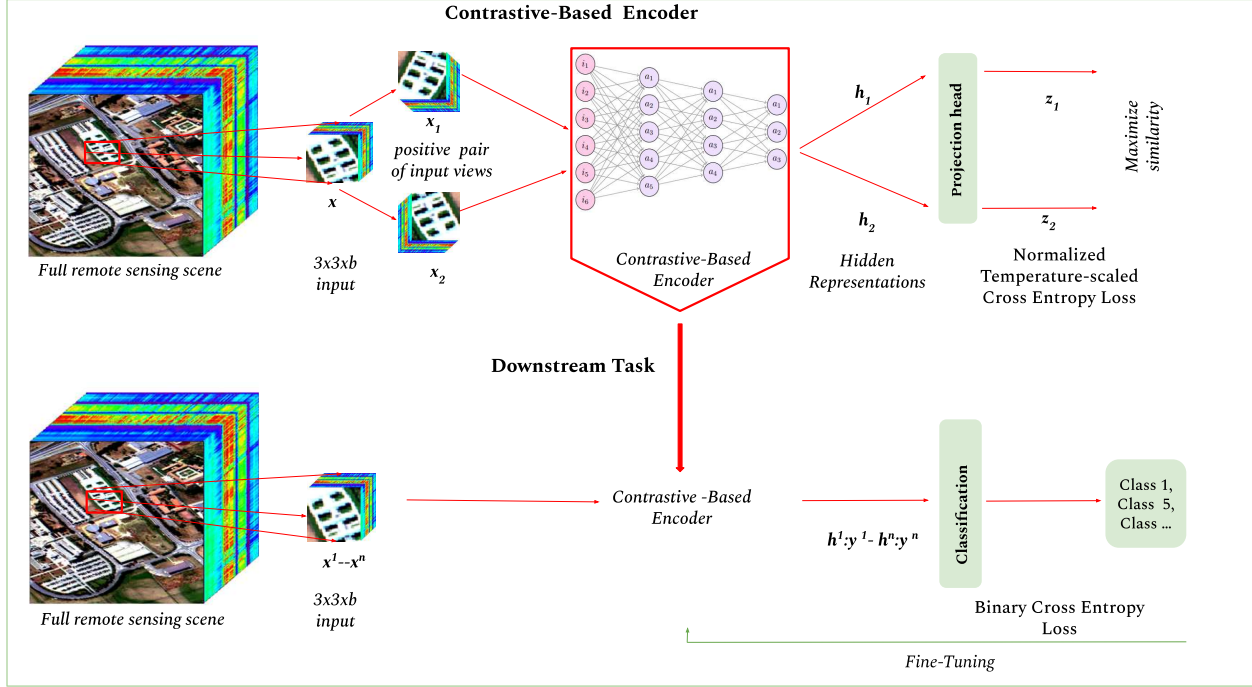 Contrastive-Based Encoder
x₁
positive pair
of input views
x
x₂
Full remote sensing scene
3x3xb
input
i₁
i₂
i₃
i₄
i₅
i₆
a₁
a₂
a₃
a₄
a₅
a₁
a₂
a₃
a₄
a₁
a₂
a₃
Contrastive-Based
Encoder
h₁
h₂
Hidden
Representations
Projection head
z₁
z₂
Maximize
similarity
Normalized
Temperature-scaled
Cross Entropy Loss
Downstream Task
Full remote sensing scene
x¹--xⁿ
3x3xb
input
Contrastive -Based
Encoder
h¹:y ¹- hⁿ:y ⁿ
Classification
Class 1,
Class 5,
Class ...
Binary Cross Entropy
Loss
Fine-Tuning